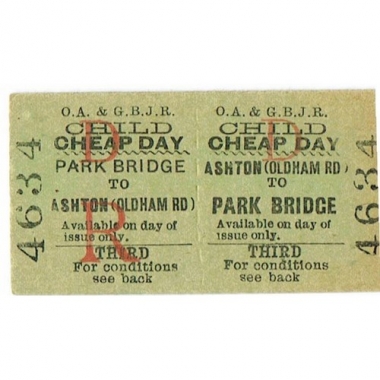 4634
O.A. & G.B.J.R.
CHILD
CHEAP DAY
PARK BRIDGE
TO
ASHTON (OLDHAM RD)
Available on day of
issue only.
THIRD
For conditions
see back
D
R
O.A. & G.B.J.R.
CHILD
CHEAP DAY
ASHTON (OLDHAM RD)
TO
PARK BRIDGE
Available on day of
issue only.
THIRD
For conditions
see back
D
4634